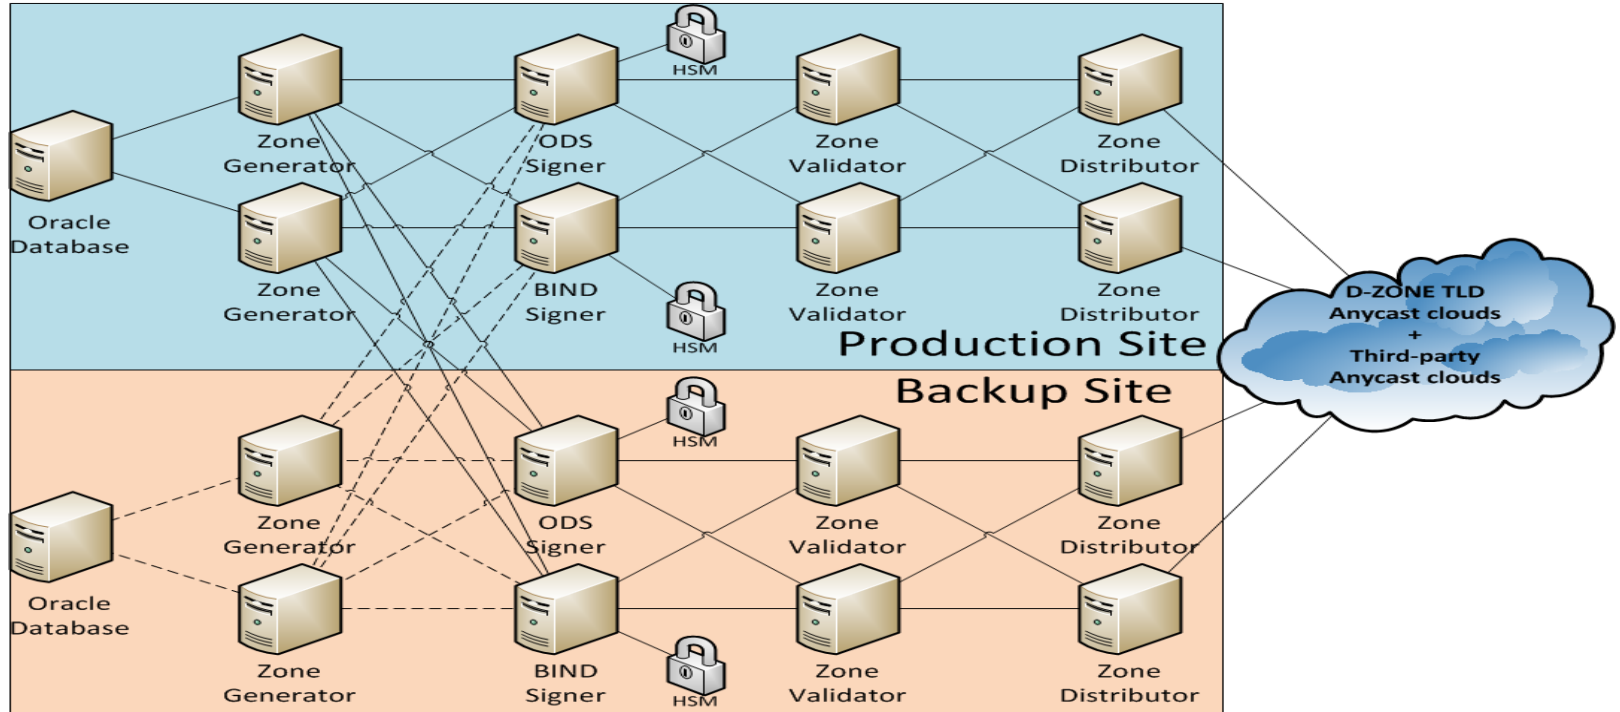 HSM
Zone
Generator
ODS
Signer
Zone
Validator
Zone
Distributor
Oracle
Database
Zone
Generator
BIND
Signer
Zone
Validator
Zone
Distributor
HSM
Production Site
D-ZONE TLD
Anycast clouds
+
Third-party
Anycast clouds
Backup Site
HSM
Zone
Generator
ODS
Signer
Zone
Validator
Zone
Distributor
Oracle
Database
Zone
Generator
BIND
Signer
Zone
Validator
Zone
Distributor
HSM